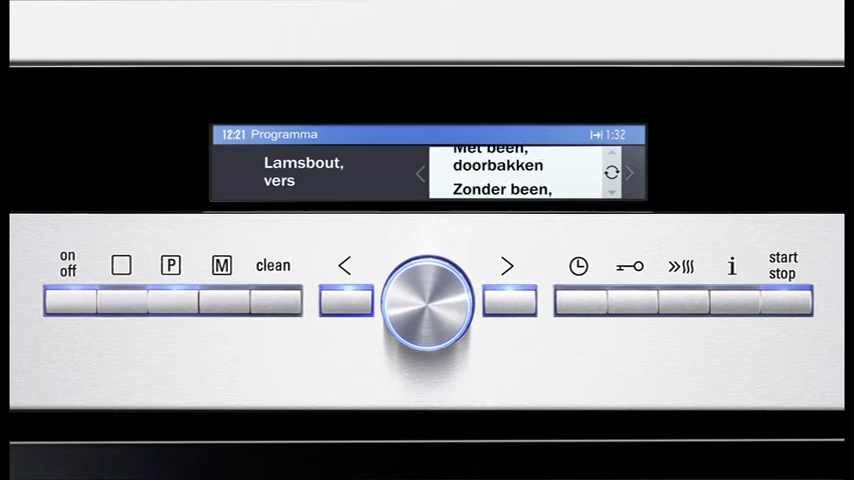 12:21 Programma 1:32
Lamsbout,
vers
Met been,
doorbakken
Zonder been,
on
off
P
M
clean
i
start
stop